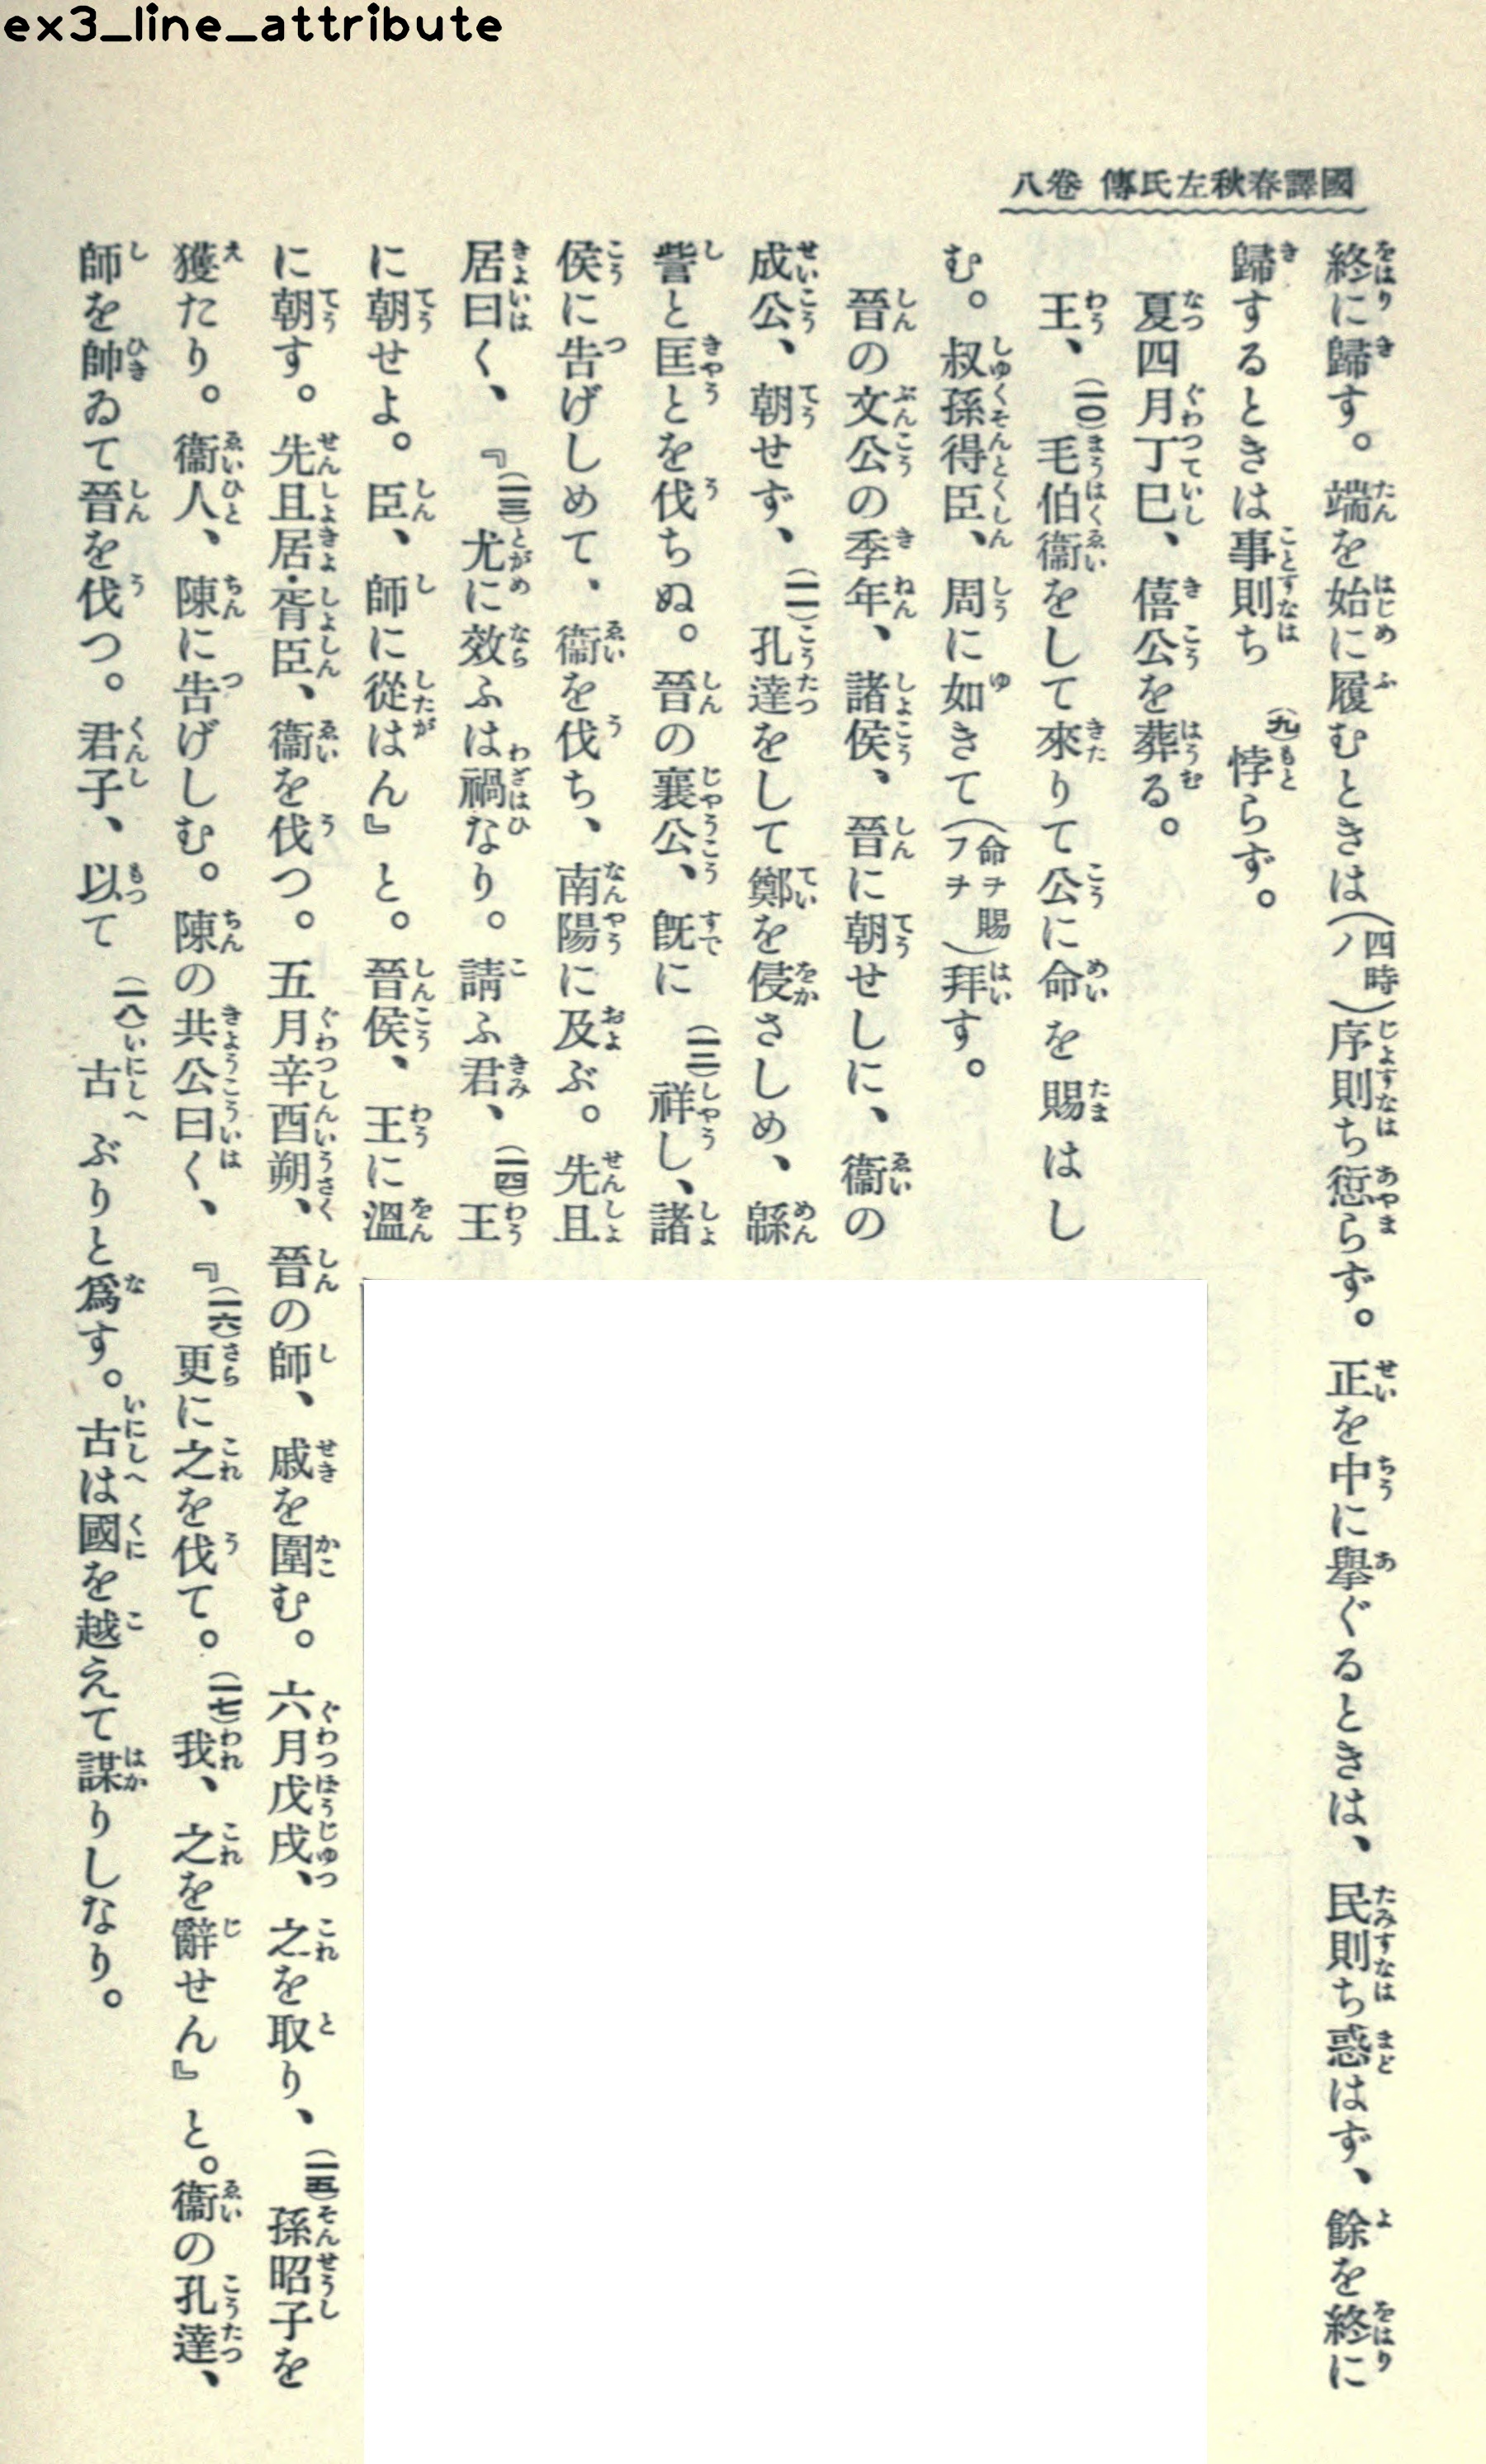 ex3_line_attribute
國譯春秋左氏傳 卷八
終に歸す。端を始に履むときは(四時ノ)序則ち愆らず。正を中に擧ぐるときは、民則ち惑はず、餘を終に
歸するときは事則ち(九)悖らず。
夏四月丁巳、僖公を葬る。
王、(一〇)毛伯衞をして來りて公に命を賜はし
む。叔孫得臣、周に如きて(命ヲ賜フヲ)拜す。
晉の文公の季年、諸侯、晉に朝せしに、衞の
成公、朝せず、(一一)孔達をして鄭を侵さしめ、緜
訾と匡とを伐ちぬ。晉の襄公、旣に(一二)祥し、諸
侯に告げしめて、衞を伐ち、南陽に及ぶ。先且
居曰く、『(一三)尤に效ふは禍なり。請ふ君、(一四)王
に朝せよ。臣、師に從はん』と。晉侯、王に溫
に朝す。先且居・胥臣、衞を伐つ。五月辛酉朔、晉の師、戚を圍む。六月戊戌、之を取り、(一五)孫昭子を
獲たり。衞人、陳に告げしむ。陳の共公曰く、『(一六)更に之を伐て。(一七)我、之を辭せん』と。衞の孔達、
師を帥ゐて晉を伐つ。君子、以て(一八)古ぶりと爲す。古は國を越えて謀りしなり。